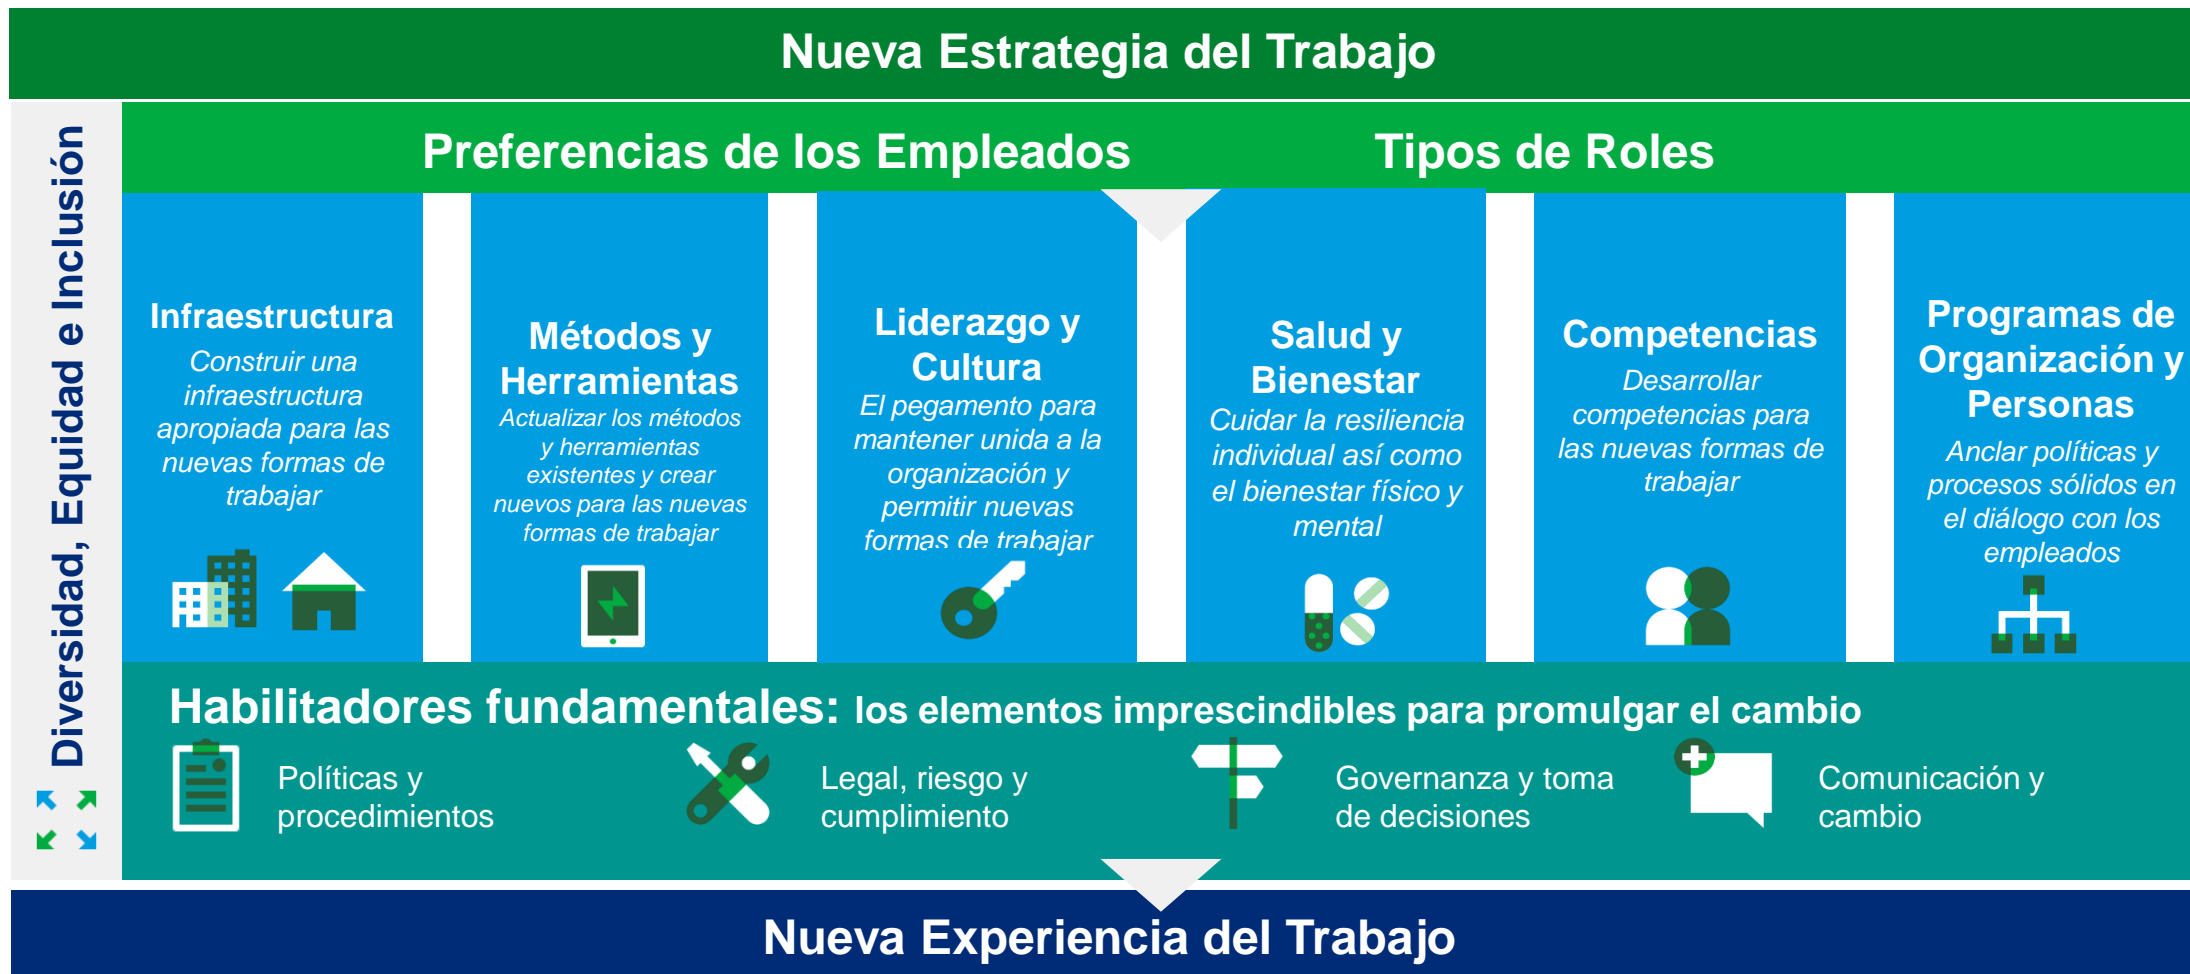 Nueva Estrategia del Trabajo
Diversidad, Equidad e Inclusión
Preferencias de los Empleados
Tipos de Roles
Infraestructura
Construir una
infraestructura
apropiada para las
nuevas formas de
trabajar
Métodos y
Herramientas
Actualizar los métodos
y herramientas
existentes y crear
nuevos para las nuevas
formas de trabajar
Liderazgo y
Cultura
El pegamento para
mantener unida a la
organización y
permitir nuevas
formas de trabajar
Salud y
Bienestar
Cuidar la resiliencia
individual así como
el bienestar físico y
mental
Competencias
Desarrollar
competencias para
las nuevas formas de
trabajar
Programas de
Organización y
Personas
Anclar políticas y
procesos sólidos en
el diálogo con los
empleados
Habilitadores fundamentales: los elementos imprescindibles para promulgar el cambio
Políticas y
procedimientos
Legal, riesgo y
cumplimiento
Governanza y toma
de decisiones
Comunicación y
cambio
Nueva Experiencia del Trabajo